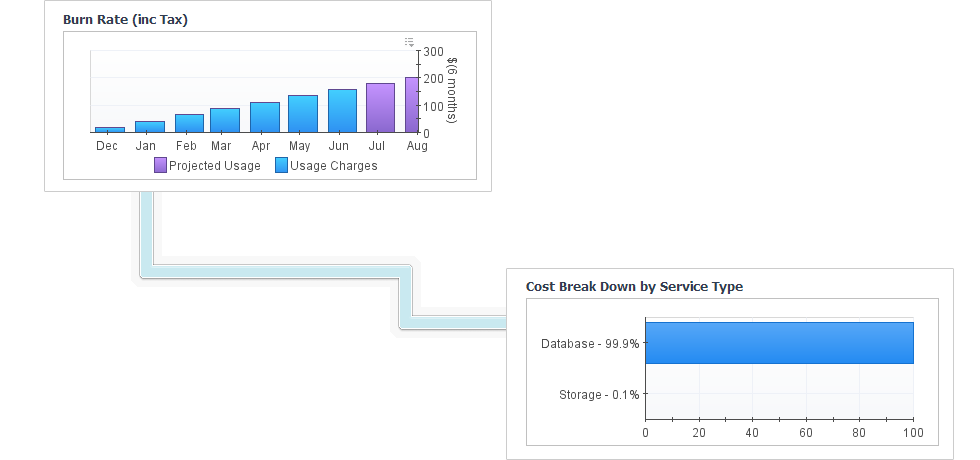 Burn Rate (inc Tax)
300
200
100
0
$(6 months)
Dec Jan Feb Mar Apr May Jun Jul Aug
Projected Usage Usage Charges
Cost Break Down by Service Type
Database - 99.9%
Storage - 0.1%
0 20 40 60 80 100